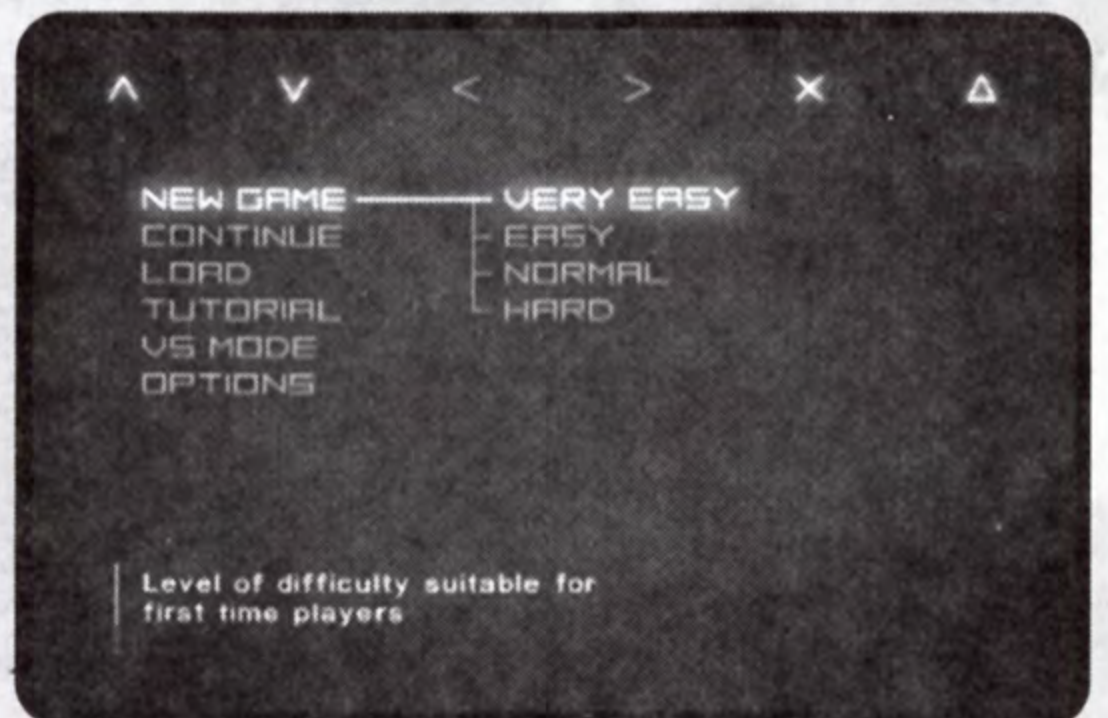 NEW GAME VERY EASY
CONTINUE EASY
LOAD NORMAL
TUTORIAL HARD
VS MODE
OPTIONS
Level of difficulty suitable for
first time players